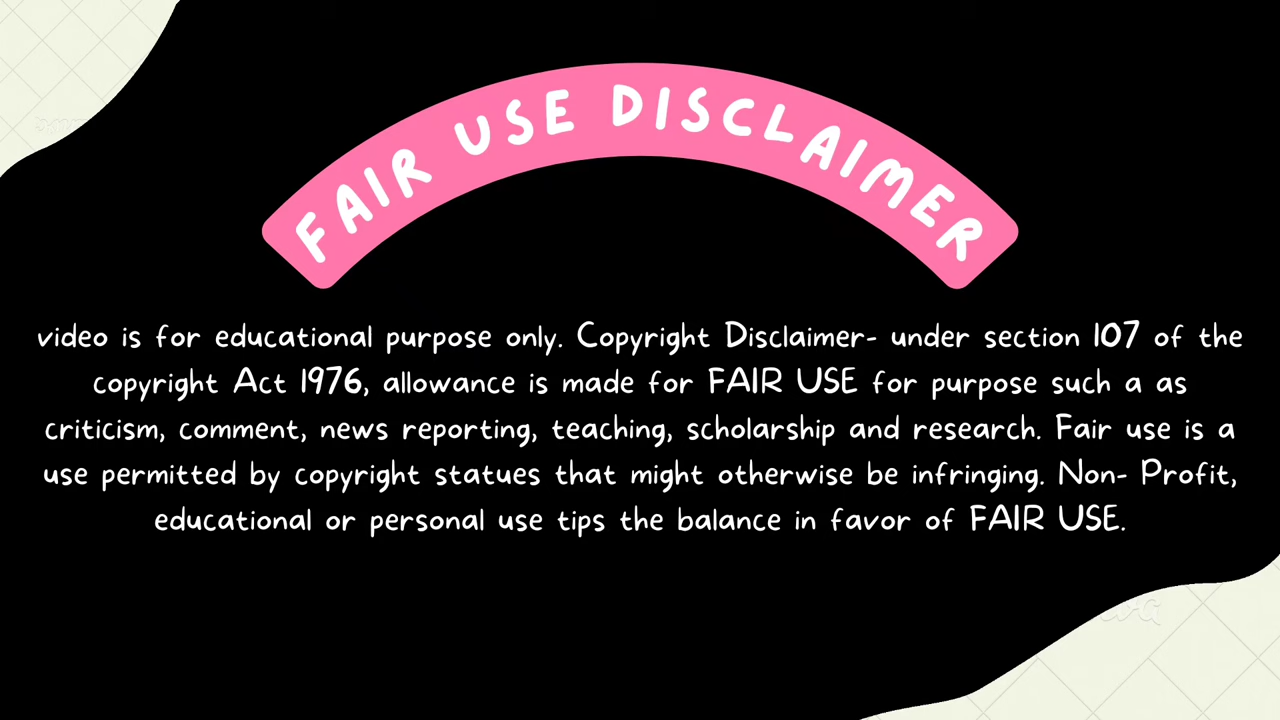 FAIR USE DISCLAIMER
video is for educational purpose only. Copyright Disclaimer- under section 107 of the
copyright Act 1976, allowance is made for FAIR USE for purpose such a as
criticism, comment, news reporting, teaching, scholarship and research. Fair use is a
use permitted by copyright statues that might otherwise be infringing. Non- Profit,
educational or personal use tips the balance in favor of FAIR USE.